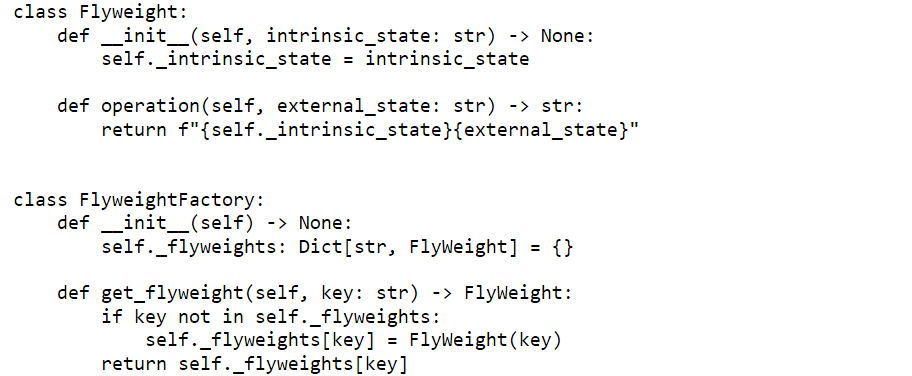 class Flyweight:
    def __init__(self, intrinsic_state: str) -> None:
        self._intrinsic_state = intrinsic_state

    def operation(self, external_state: str) -> str:
        return f"{self._intrinsic_state}{external_state}"


class FlyweightFactory:
    def __init__(self) -> None:
        self._flyweights: Dict[str, FlyWeight] = {}

    def get_flyweight(self, key: str) -> FlyWeight:
        if key not in self._flyweights:
            self._flyweights[key] = FlyWeight(key)
        return self._flyweights[key]